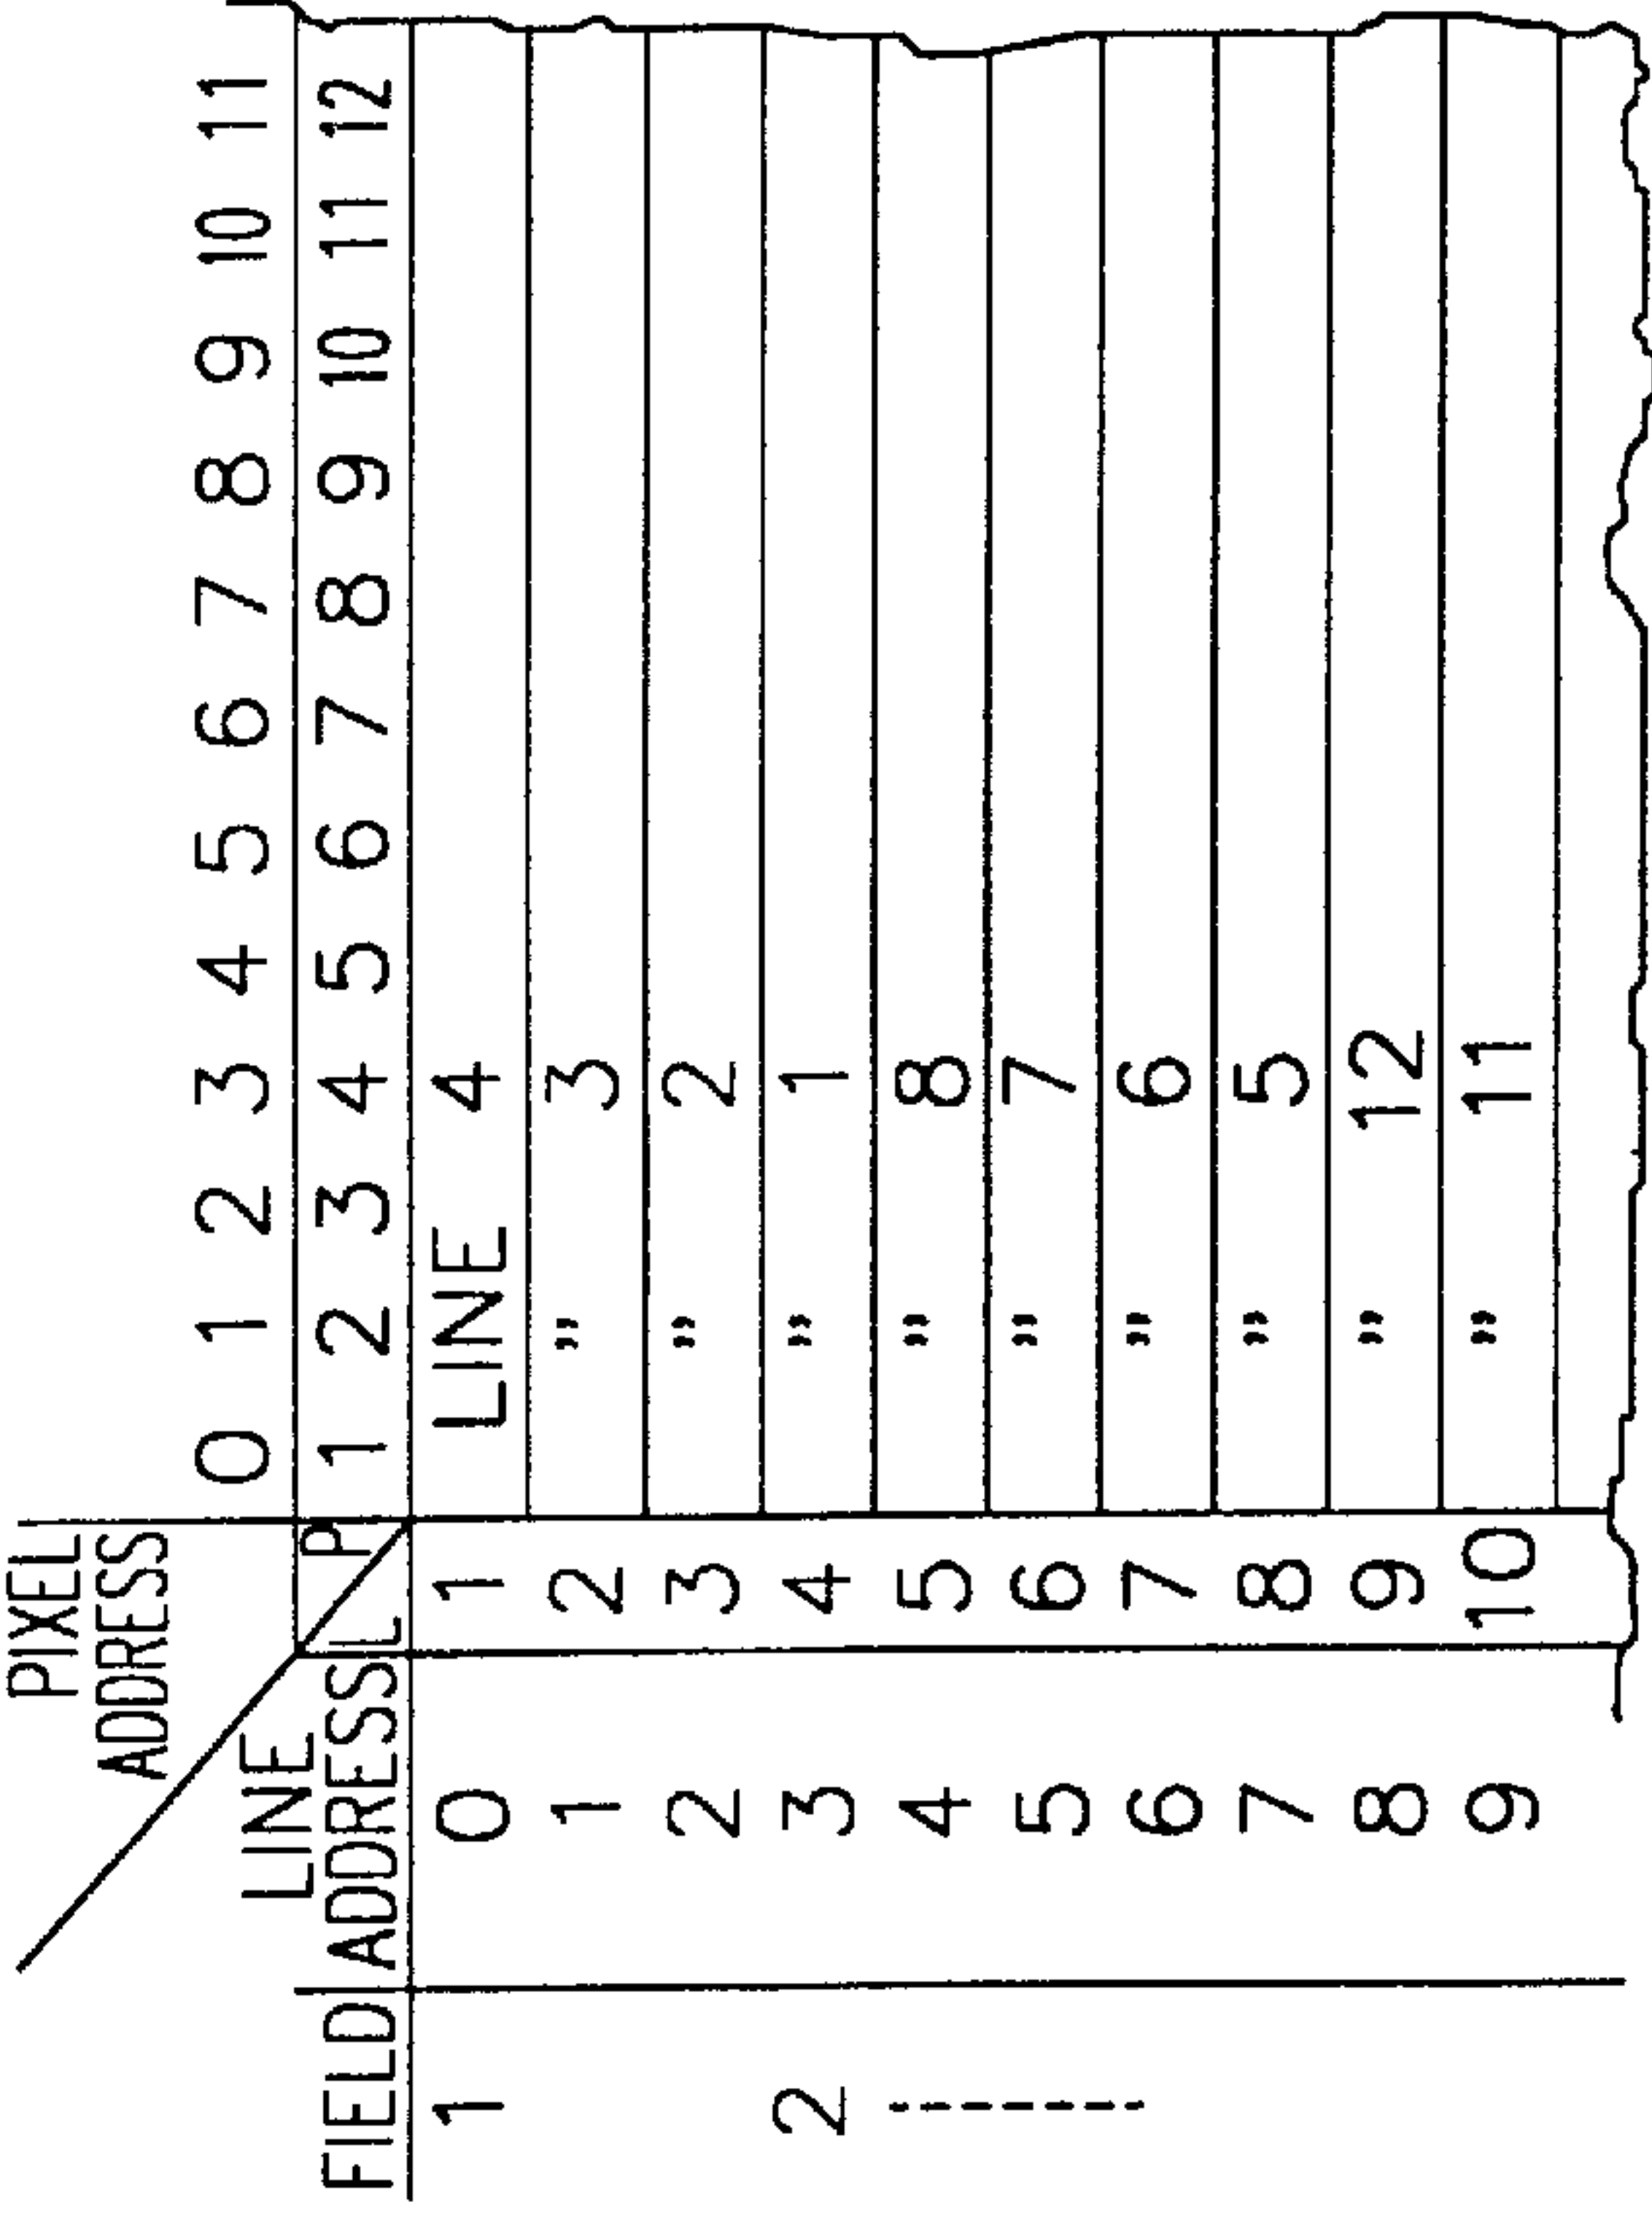 PIXEL
ADDRESS
0 1 2 3 4 5 6 7 8 9 10 11
LINE
FIELD ADDRESS L P 1 2 3 4 5 6 7 8 9 10 11 12
1 0 1 LINE 4
1 2 " 3
2 3 " 2
2 3 4 " 1
4 5 " 8
5 6 " 7
6 7 " 6
7 8 " 5
8 9 " 12
9 10 " 11